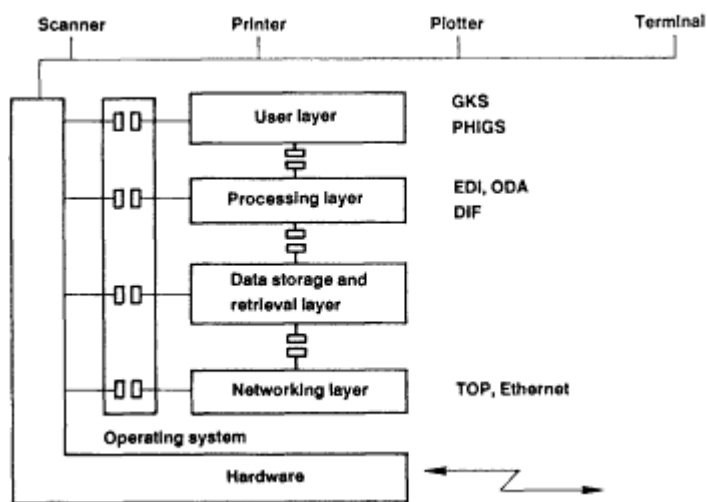 Scanner Printer Plotter Terminal
User layer
GKS
PHIGS
Processing layer
EDI, ODA
DIF
Data storage and
retrieval layer
Networking layer
TOP, Ethernet
Operating system
Hardware